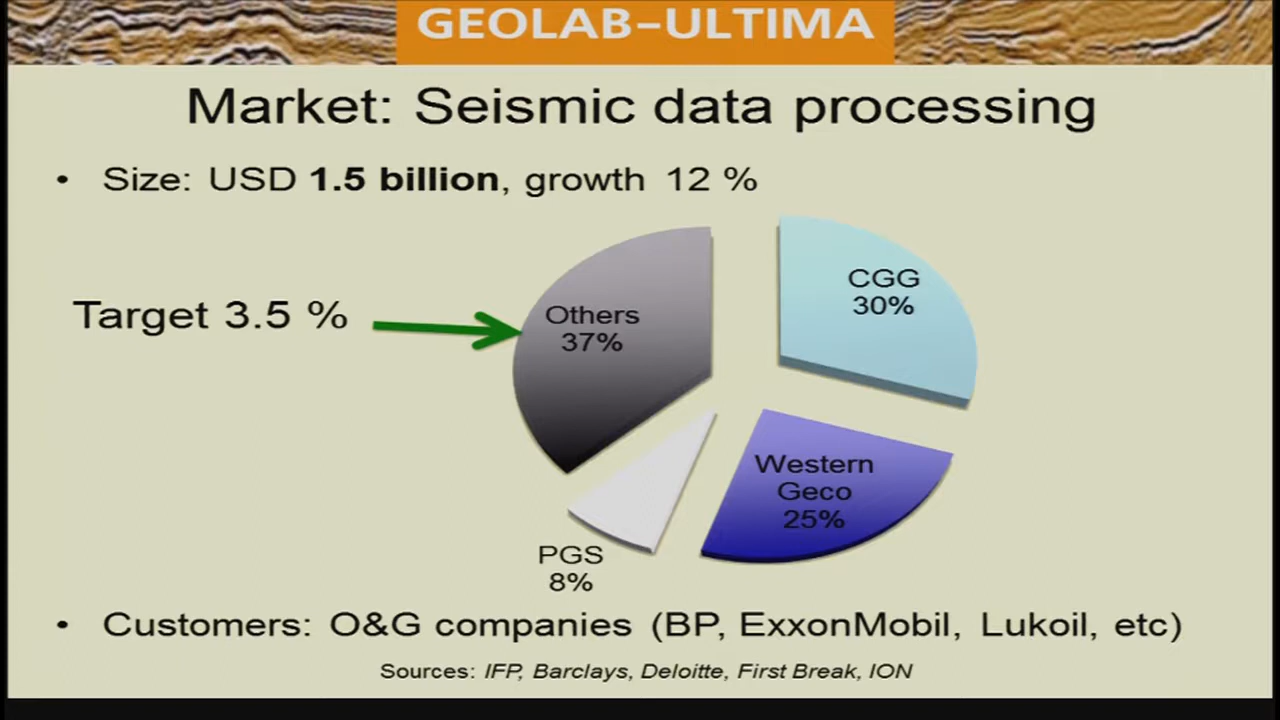 GEOLAB-ULTIMA
Market: Seismic data processing
• Size: USD 1.5 billion, growth 12 %
Target 3.5 %
Others
37%
CGG
30%
Western
Geco
25%
PGS
8%
• Customers: O&G companies (BP, ExxonMobil, Lukoil, etc)
Sources: IFP, Barclays, Deloitte, First Break, ION